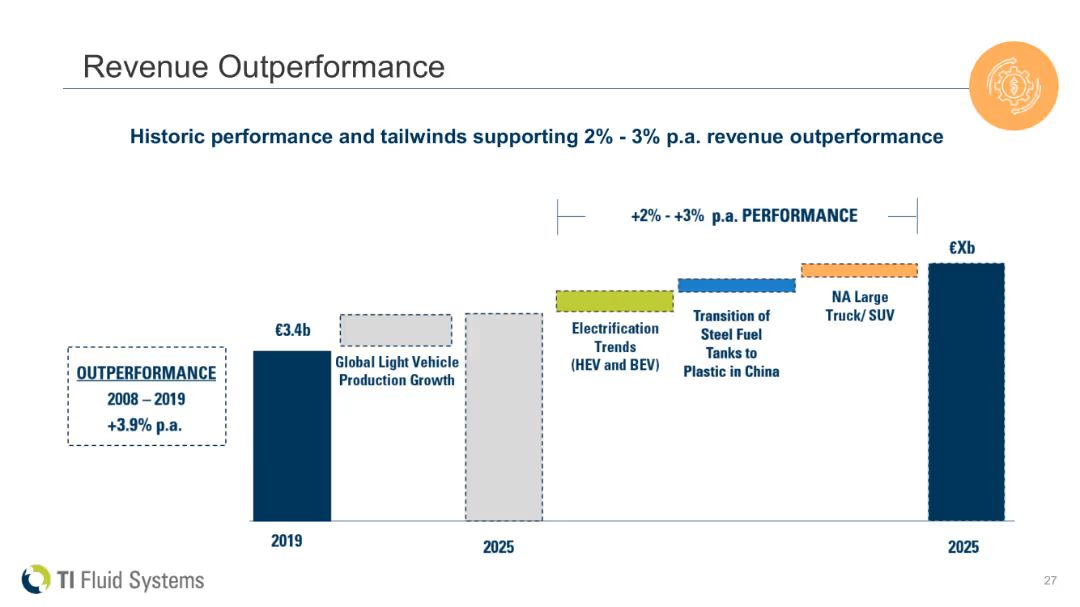 Revenue Outperformance
Historic performance and tailwinds supporting 2% - 3% p.a. revenue outperformance
+2% - +3% p.a. PERFORMANCE
€Xb
€3.4b
OUTPERFORMANCE
2008 – 2019
+3.9% p.a.
Global Light Vehicle
Production Growth
Electrification
Trends
(HEV and BEV)
Transition of
Steel Fuel
Tanks to
Plastic in China
NA Large
Truck/ SUV
2019
2025
2025
TI Fluid Systems
27